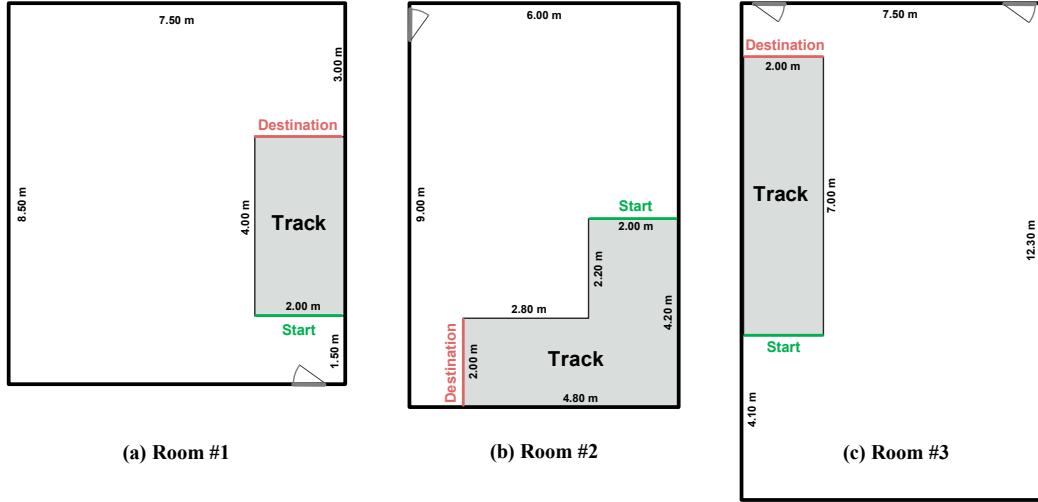 7.50 m
3.00 m
Destination
8.50 m
4.00 m
Track
2.00 m
Start
1.50 m
(a) Room #1
6.00 m
9.00 m
Start
2.00 m
2.20 m
2.80 m
4.20 m
Destination
2.00 m
Track
4.80 m
(b) Room #2
7.50 m
Destination
2.00 m
Track
7.00 m
12.30 m
Start
4.10 m
(c) Room #3